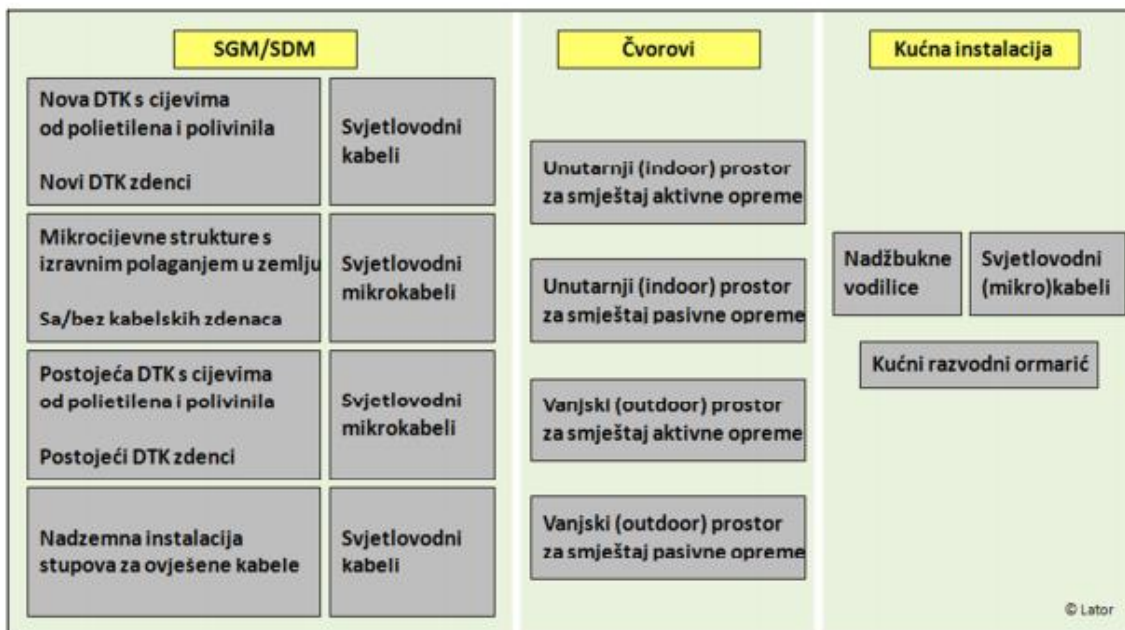 SGM/SDM
Nova DTK s cijevima
od polietilena i polivinila
Novi DTK zdenci
Svjetlovodni
kabeli
Mikrocijevne strukture s
izravnim polaganjem u zemlju
Sa/bez kabelskih zdenaca
Svjetlovodni
mikrokabeli
Postojeća DTK s cijevima
od polietilena i polivinila
Postojeći DTK zdenci
Svjetlovodni
mikrokabeli
Nadzemna instalacija
stupova za ovješene kabele
Svjetlovodni
kabeli
Čvorovi
Unutarnji (indoor) prostor
za smještaj aktivne opreme
Unutarnji (indoor) prostor
za smještaj pasivne opreme
Vanjski (outdoor) prostor
za smještaj aktivne opreme
Vanjski (outdoor) prostor
za smještaj pasivne opreme
Kućna instalacija
Nadžbukne
vodilice
Svjetlovodni
(mikro)kabeli
Kućni razvodni ormarić
© Lator